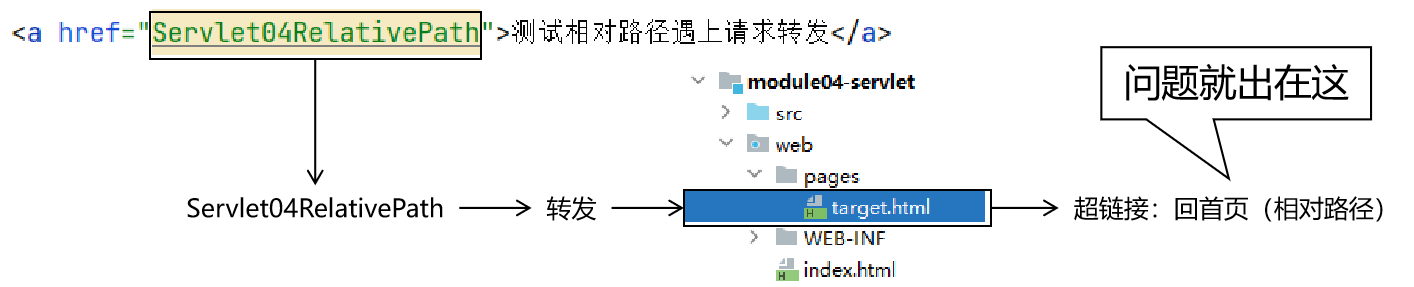 <a href="Servlet04RelativePath">测试相对路径遇上请求转发</a>
问题就出在这
module04-servlet
src
web
pages
Servlet04RelativePath
转发
target.html
超链接：回首页（相对路径）
WEB-INF
index.html